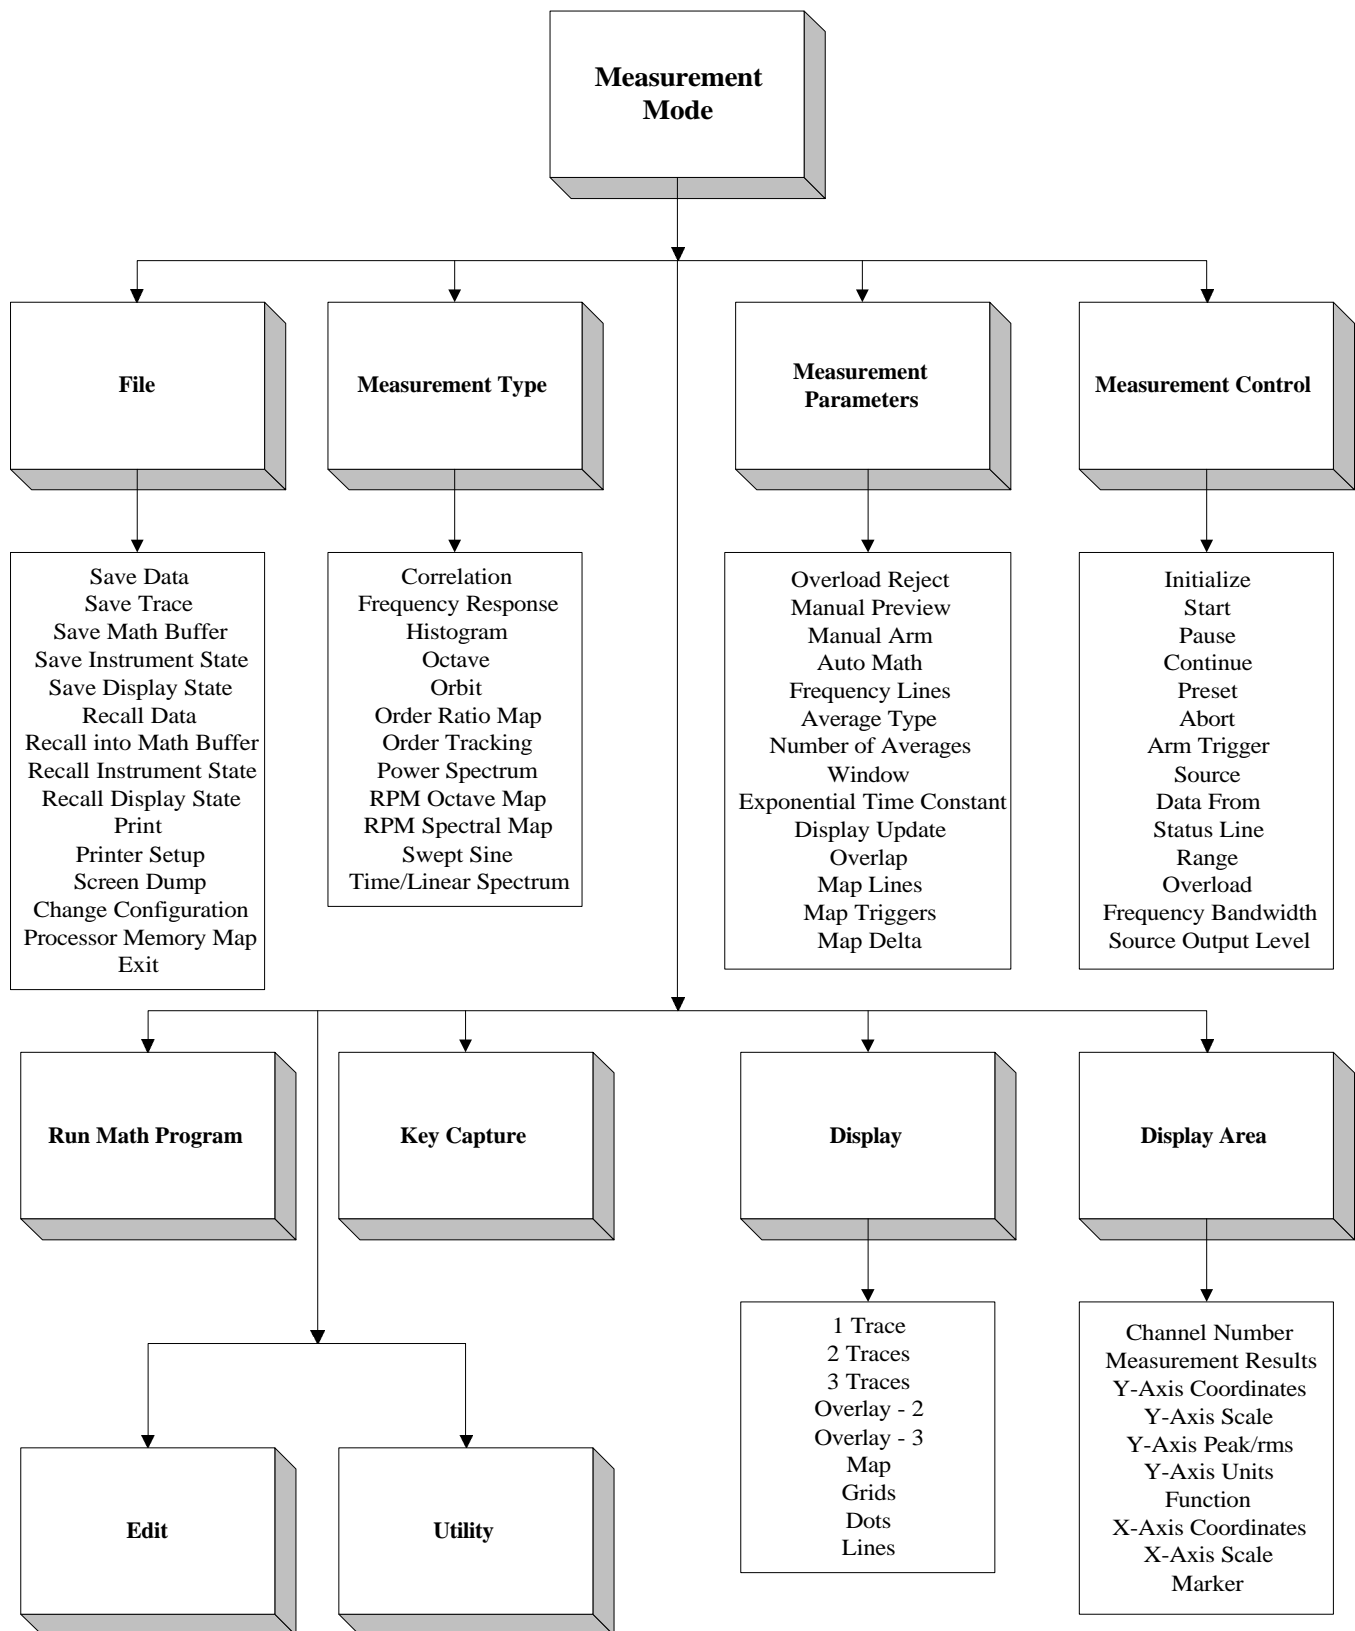 Measurement
Mode
File
Measurement Type
Measurement
Parameters
Measurement Control
Save Data
Save Trace
Save Math Buffer
Save Instrument State
Save Display State
Recall Data
Recall into Math Buffer
Recall Instrument State
Recall Display State
Print
Printer Setup
Screen Dump
Change Configuration
Processor Memory Map
Exit
Correlation
Frequency Response
Histogram
Octave
Orbit
Order Ratio Map
Order Tracking
Power Spectrum
RPM Octave Map
RPM Spectral Map
Swept Sine
Time/Linear Spectrum
Overload Reject
Manual Preview
Manual Arm
Auto Math
Frequency Lines
Average Type
Number of Averages
Window
Exponential Time Constant
Display Update
Overlap
Map Lines
Map Triggers
Map Delta
Initialize
Start
Pause
Continue
Preset
Abort
Arm Trigger
Source
Data From
Status Line
Range
Overload
Frequency Bandwidth
Source Output Level
Run Math Program
Key Capture
Display
Display Area
1 Trace
2 Traces
3 Traces
Overlay - 2
Overlay - 3
Map
Grids
Dots
Lines
Channel Number
Measurement Results
Y-Axis Coordinates
Y-Axis Scale
Y-Axis Peak/rms
Y-Axis Units
Function
X-Axis Coordinates
X-Axis Scale
Marker
Edit
Utility